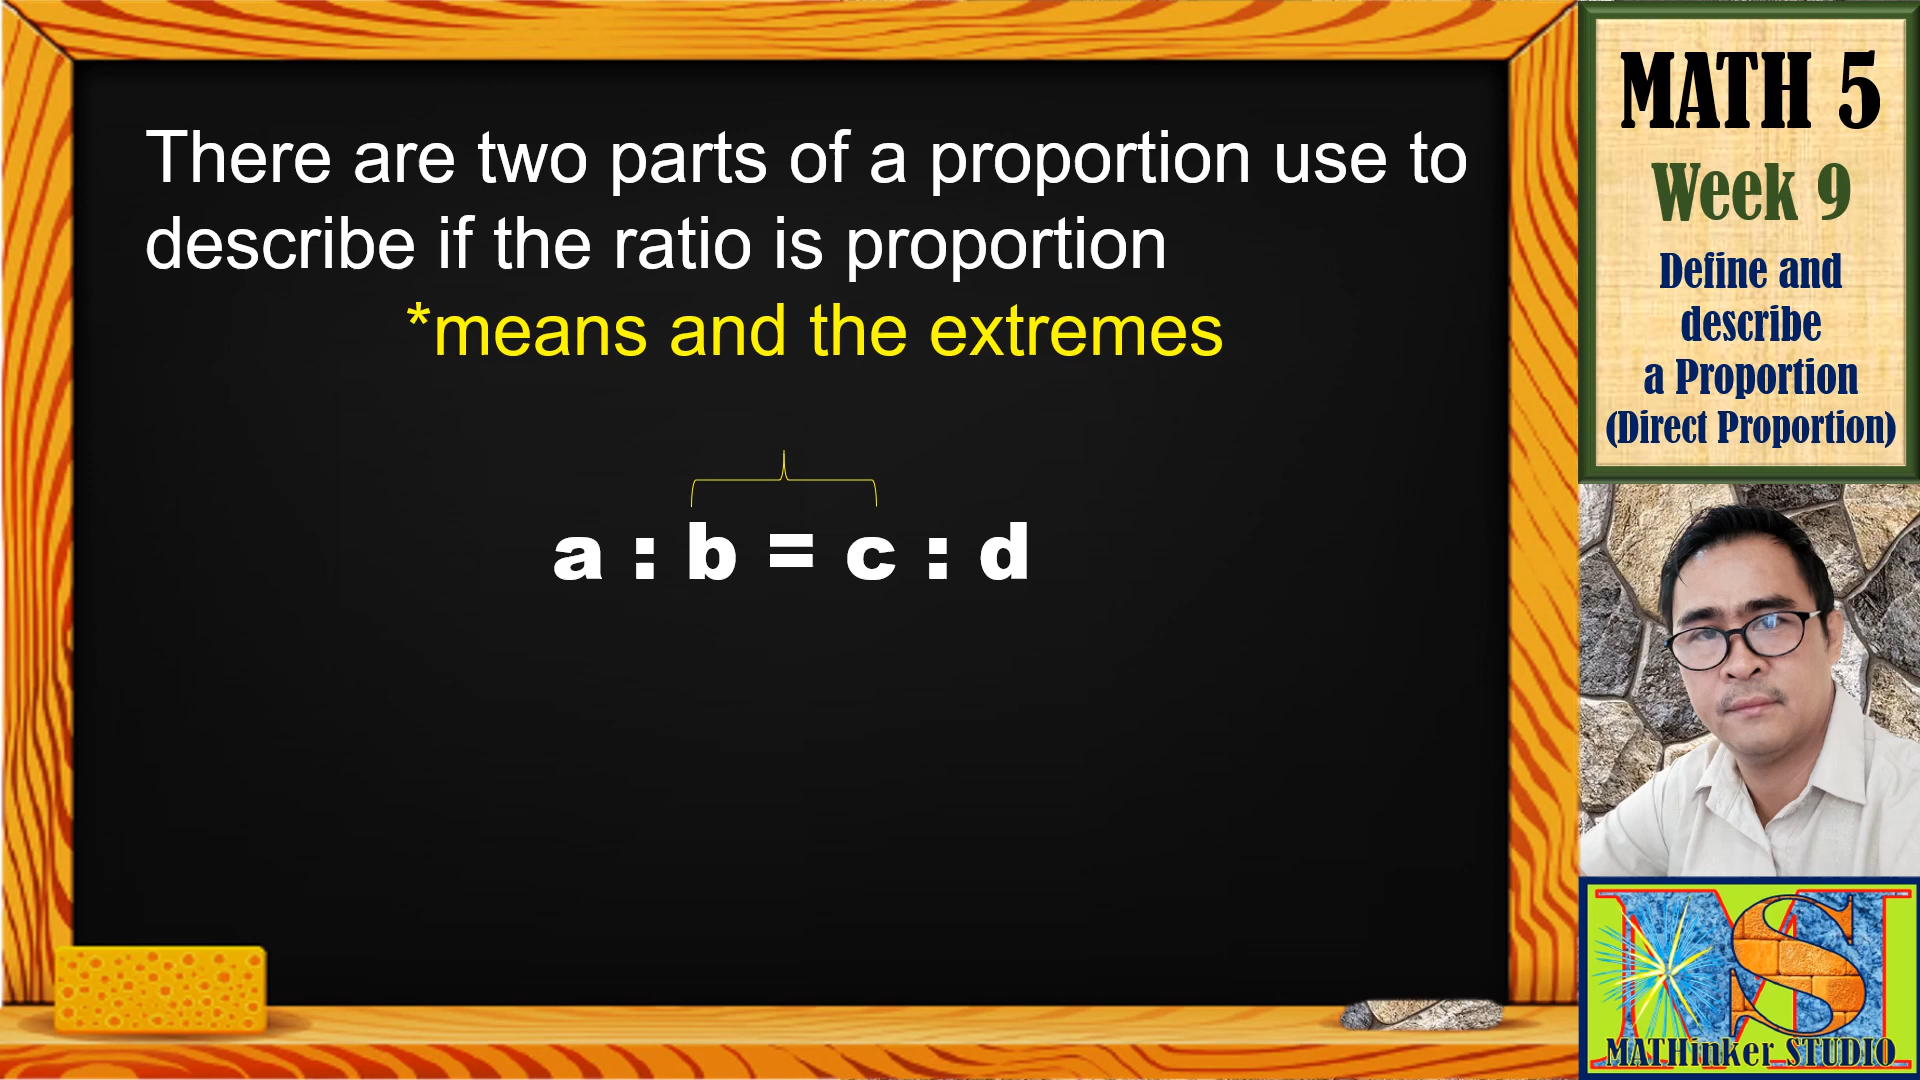 There are two parts of a proportion use to
describe if the ratio is proportion
*means and the extremes
a : b = c : d
MATH 5
Week 9
Define and
describe
a Proportion
(Direct Proportion)
MS
MATHinker STUDIO